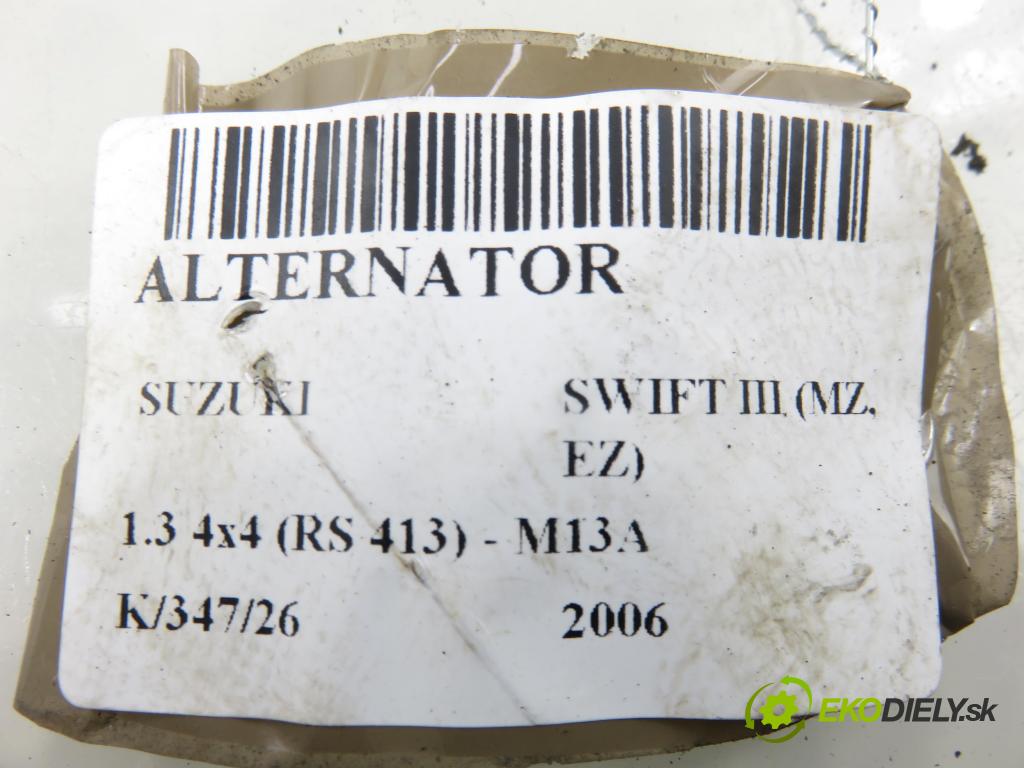 ALTERNATOR
SUZUKI
SWIFT III (MZ,
EZ)
1.3 4x4 (RS 413) - M13A
K/347/26
2006
EKODIELY.sk